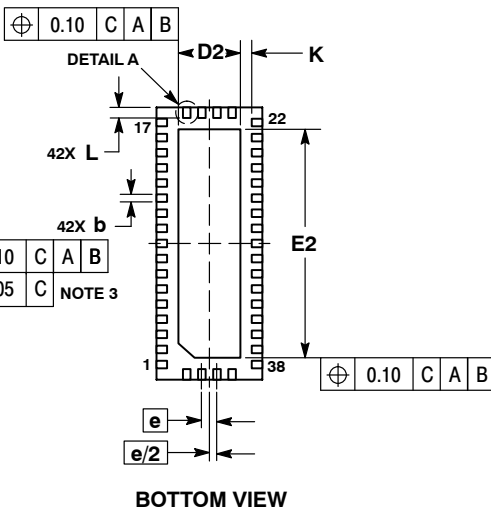 ⌖ 0.10 C A B
D2
K
DETAIL A
17
22
42X L
42X b
E2
10 C A B
05 C NOTE 3
1
38
⌖ 0.10 C A B
e
e/2
BOTTOM VIEW